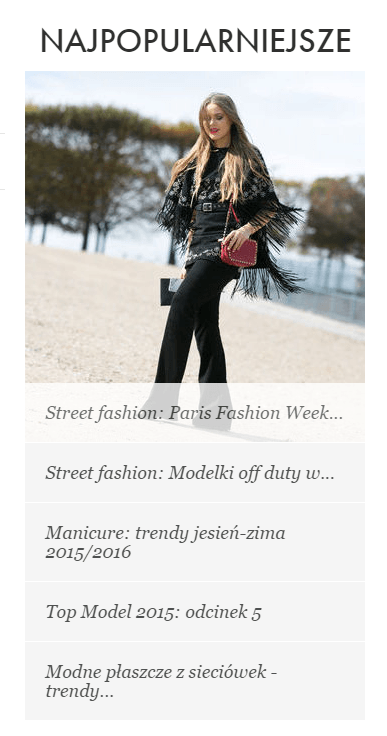 NAJPOPULARNIEJSZE
Street fashion: Paris Fashion Week...
Street fashion: Modelki off duty w...
Manicure: trendy jesień-zima
2015/2016
Top Model 2015: odcinek 5
Modne płaszcze z sieciówek -
trendy...